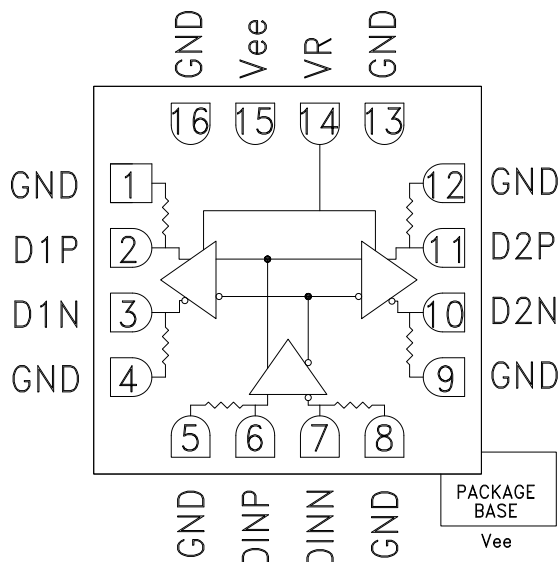 GND
Vee
VR
GND
16
15
14
13
GND
1
12
GND
D1P
2
11
D2P
D1N
3
10
D2N
GND
4
9
GND
5
6
7
8
GND
DINP
DINN
GND
PACKAGE
BASE
Vee